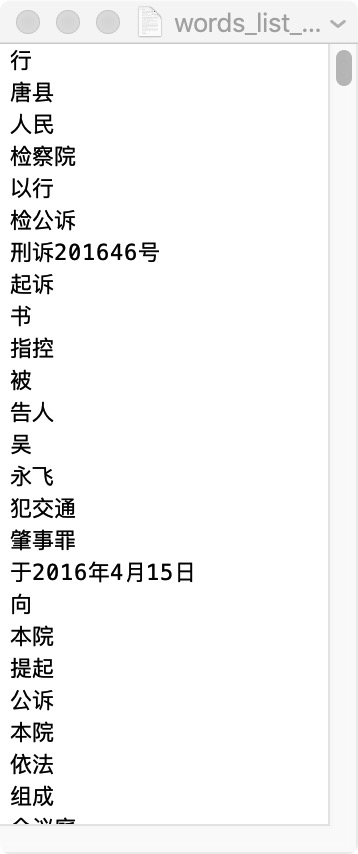 words_list_...
行
唐县
人民
检察院
以行
检公诉
刑诉201646号
起诉
书
指控
被
告人
吴
永飞
犯交通
肇事罪
于2016年4月15日
向
本院
提起
公诉
本院
依法
组成